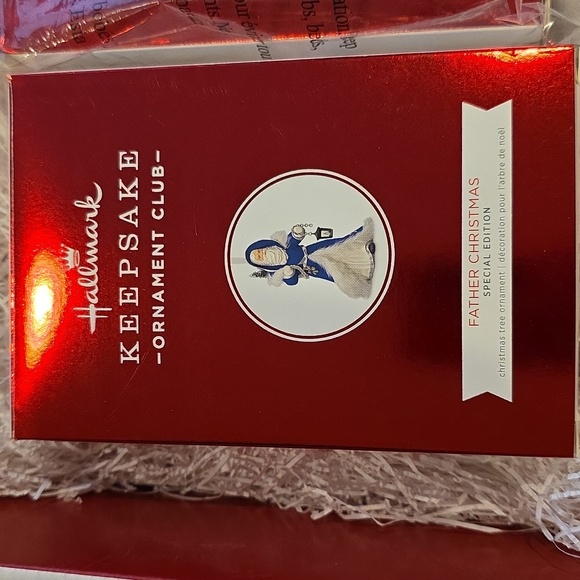 Hallmark
KEEPSAKE
–ORNAMENT CLUB–
FATHER CHRISTMAS
SPECIAL EDITION
christmas tree ornament | décoration pour l'arbre de noël